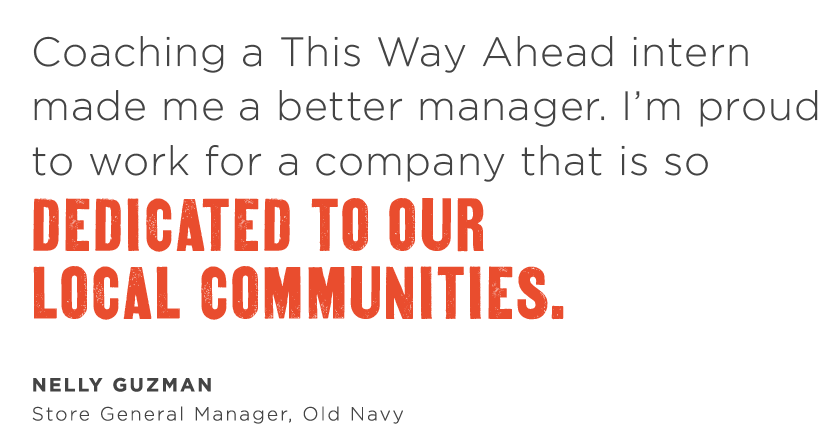 Coaching a This Way Ahead intern
made me a better manager. I’m proud
to work for a company that is so
DEDICATED TO OUR
LOCAL COMMUNITIES.
NELLY GUZMAN
Store General Manager, Old Navy